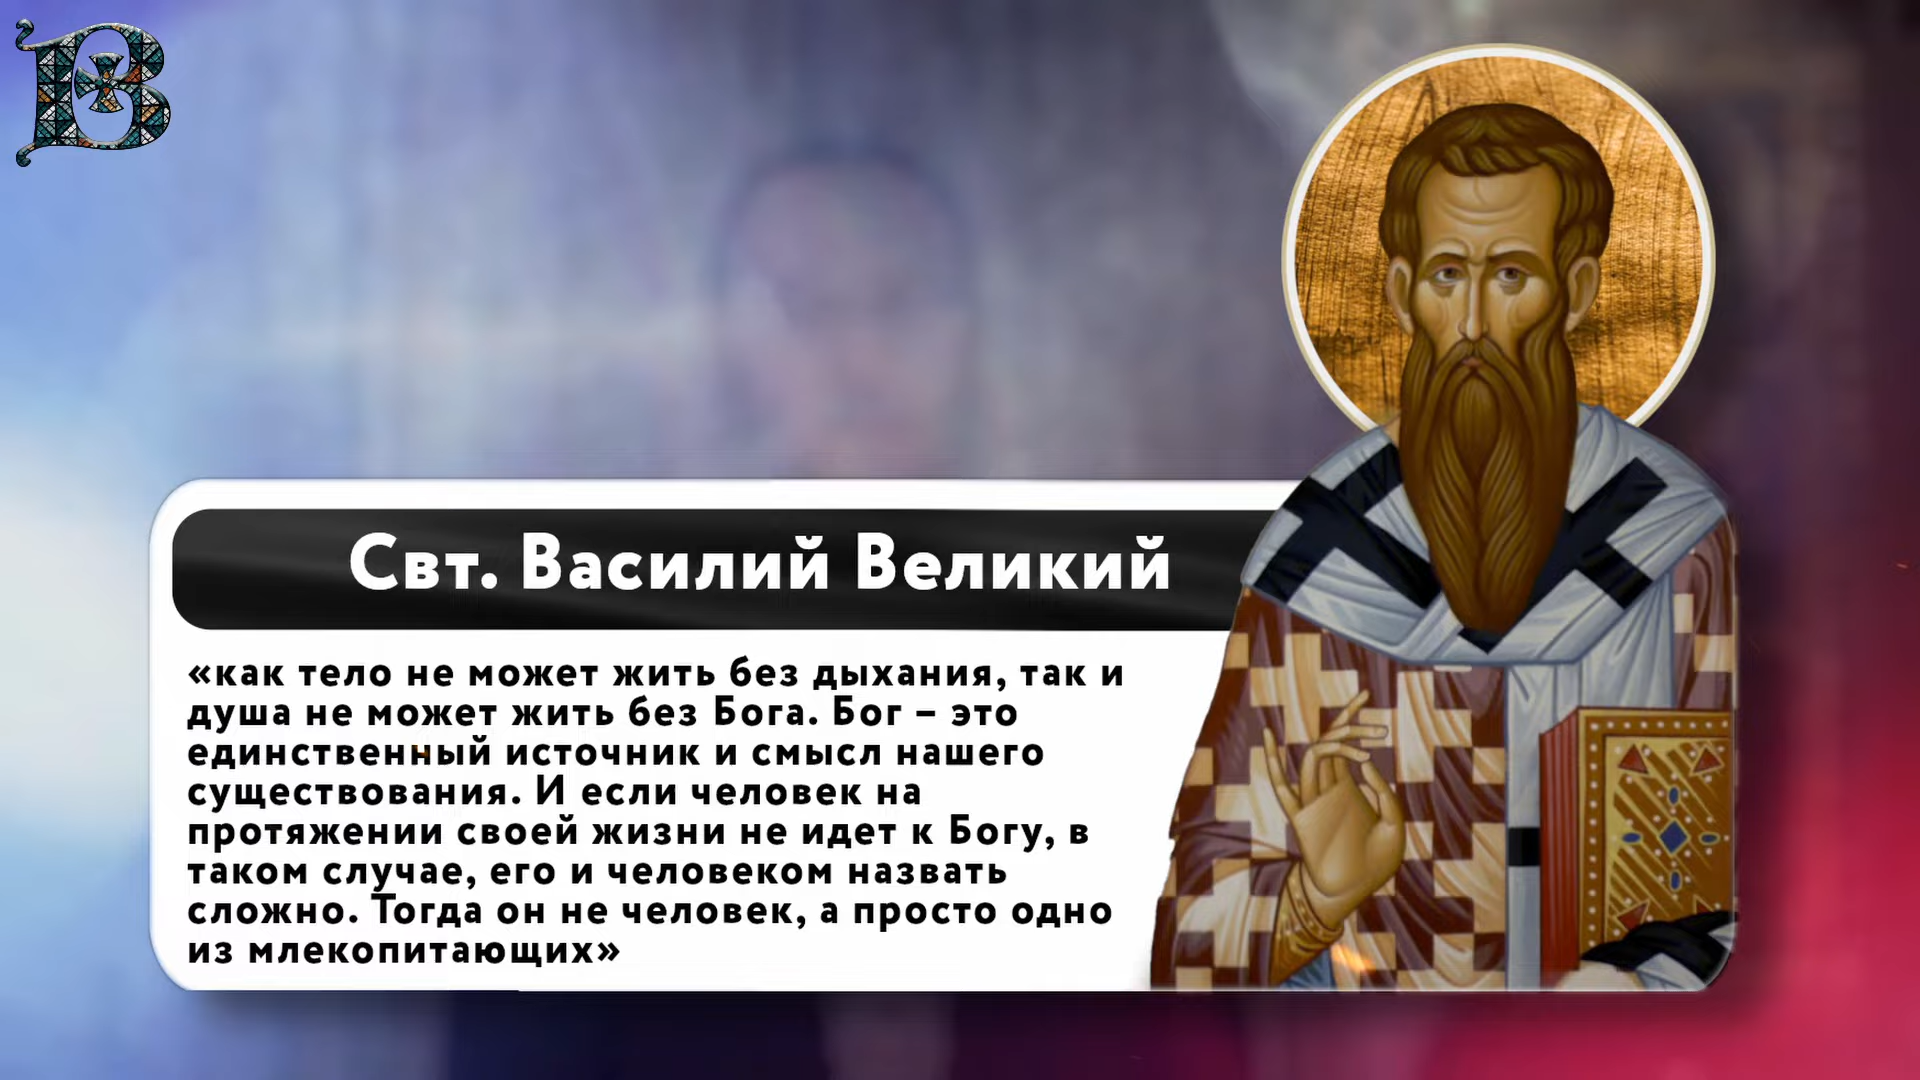 Свт. Василий Великий
«как тело не может жить без дыхания, так и
душа не может жить без Бога. Бог – это
единственный источник и смысл нашего
существования. И если человек на
протяжении своей жизни не идет к Богу, в
таком случае, его и человеком назвать
сложно. Тогда он не человек, а просто одно
из млекопитающих»